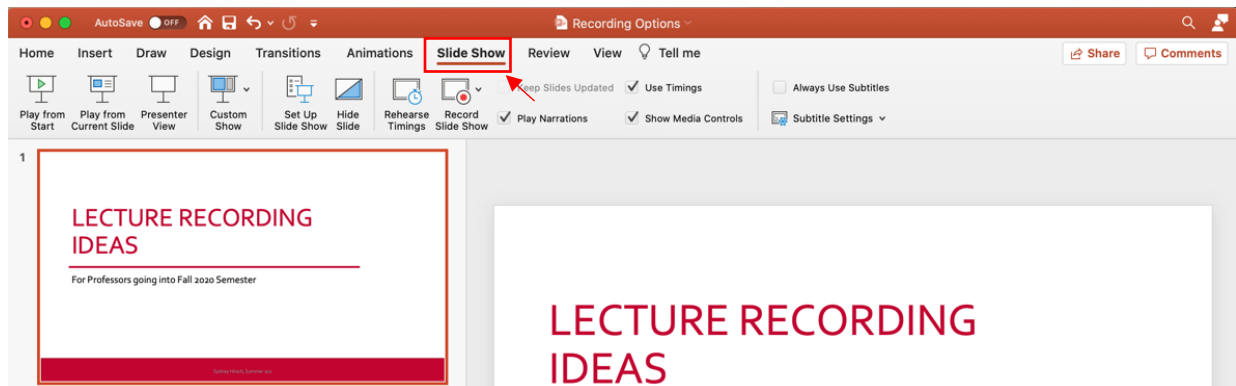 AutoSave OFF Recording Options
Home Insert Draw Design Transitions Animations Slide Show Review View Tell me Share Comments
Play from Start
Play from Current Slide
Presenter View
Custom Show
Set Up Slide Show
Hide Slide
Rehearse Timings
Record Slide Show
Keep Slides Updated Use Timings Always Use Subtitles
Play Narrations Show Media Controls Subtitle Settings
1
LECTURE RECORDING
IDEAS
For Professors going into Fall 2020 Semester
LECTURE RECORDING
IDEAS